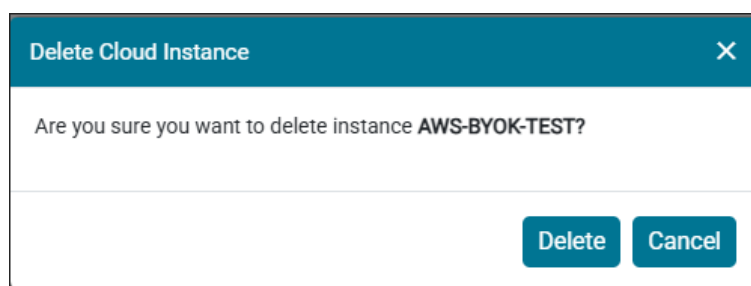 Delete Cloud Instance
Are you sure you want to delete instance AWS-BYOK-TEST?
Delete Cancel